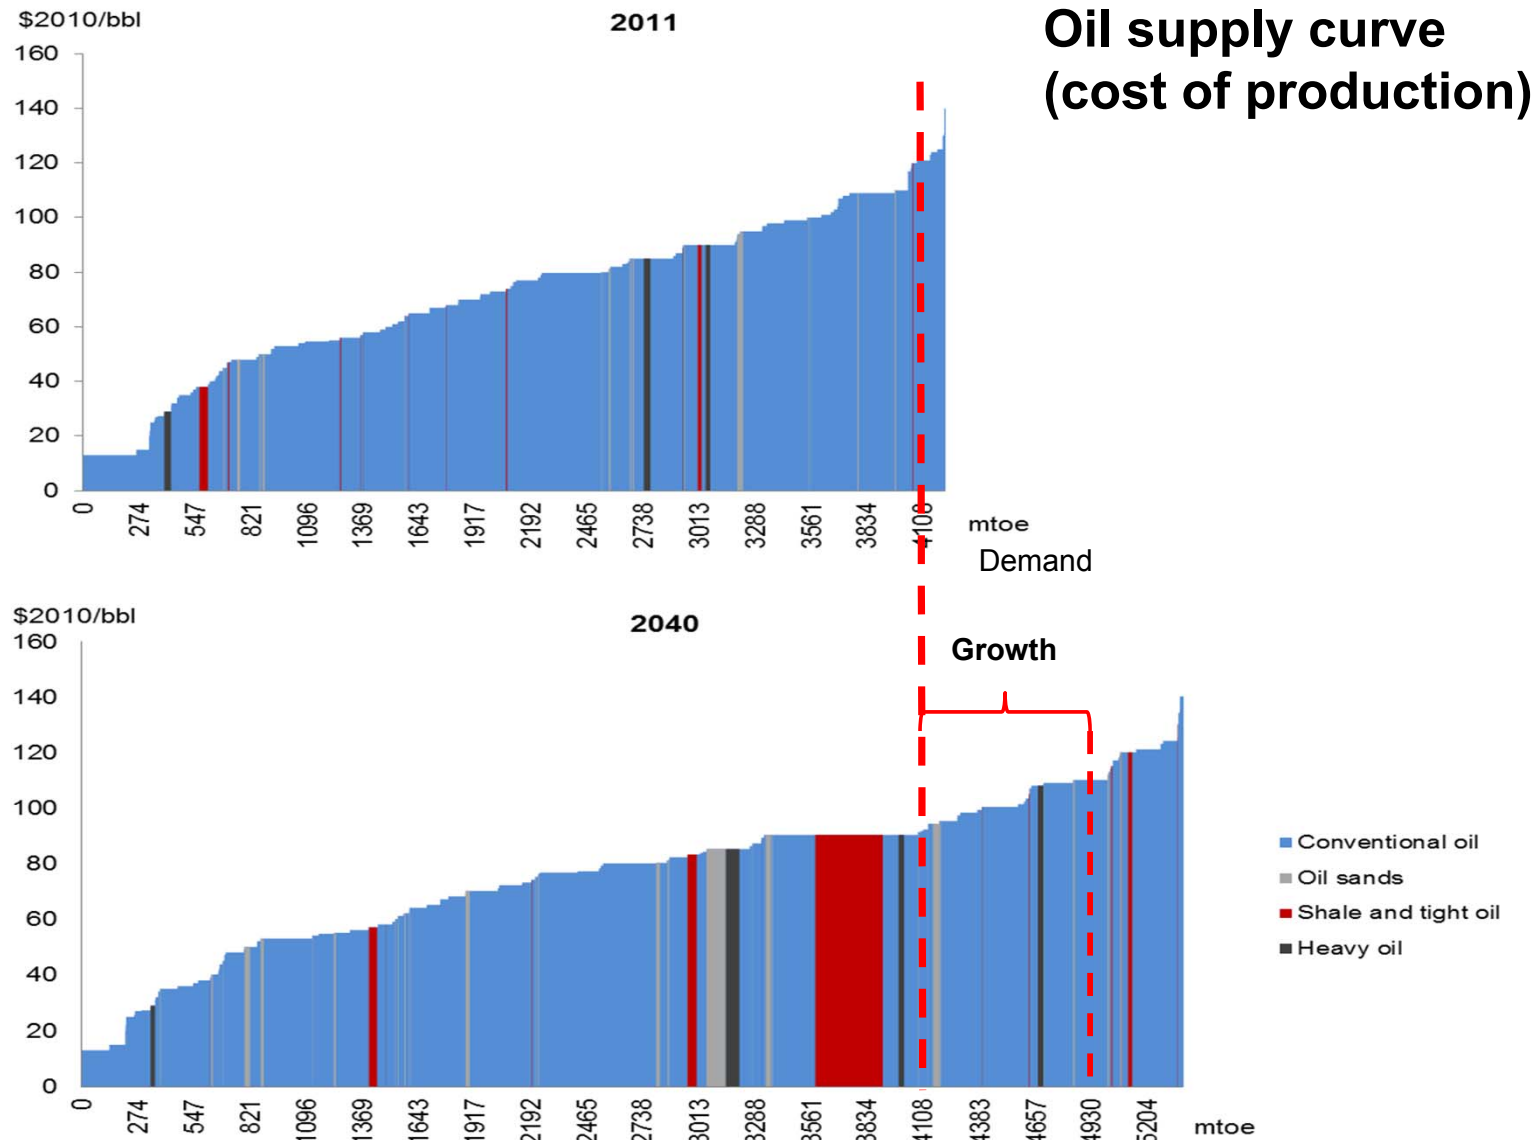 Oil supply curve
(cost of production)
$2010/bbl
2011
160
140
120
100
80
60
40
20
0
0 274 547 821 1096 1369 1643 1917 2192 2465 2738 3013 3288 3561 3834 4108
mtoe
Demand
$2010/bbl
2040
Growth
160
140
120
100
80
60
40
20
0
0 274 547 821 1096 1369 1643 1917 2192 2465 2738 3013 3288 3561 3834 4108 4383 4657 4930 5204
mtoe
Conventional oil
Oil sands
Shale and tight oil
Heavy oil